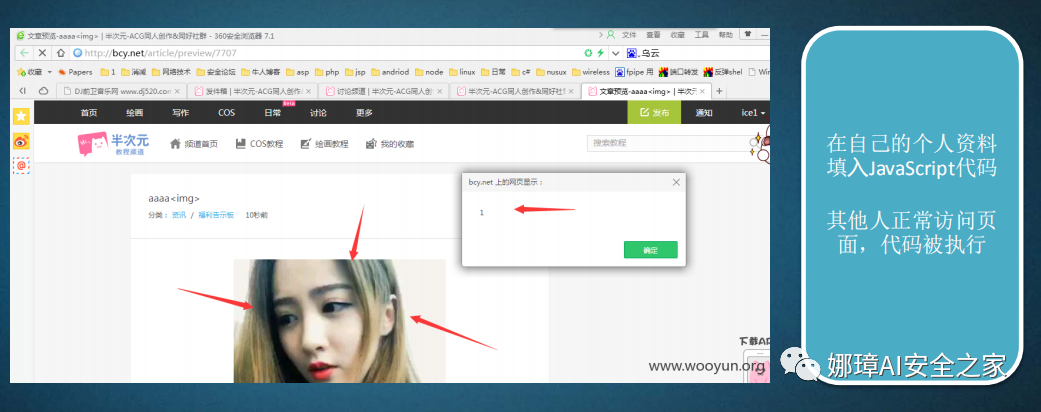 文章预览-aaaa<img> | 半次元-ACG同人创作&同好社群 - 360安全浏览器 7.1
文件 查看 收藏 工具 帮助
http://bcy.net/article/preview/7707
乌云
收藏 Papers 1 渗减 网络技术 安全论坛 牛人博客 asp php jsp andriod node linux 日常 c# nusux wireless fpipe 用 端口转发 反弹shel Win
DJ前卫音乐网 www.dj520.com
发件箱 | 半次元-ACG同人创作
讨论频道 | 半次元-ACG同人创
半次元-ACG同人创作&同好社
文章预览-aaaa<img> | 半次元
首页 绘画 写作 COS 日常 讨论 更多 发布 通知 ice1
Beta
半次元
教程频道
频道首页 COS教程 绘画教程 我的收藏
搜索教程
aaaa<img>
分类: 资讯 / 福利告示板 10秒前
bcy.net 上的网页显示:
1
确定
下载AP
www.wooyun.org
在自己的个人资料
填入JavaScript代码
其他人正常访问页
面，代码被执行
娜璋AI安全之家